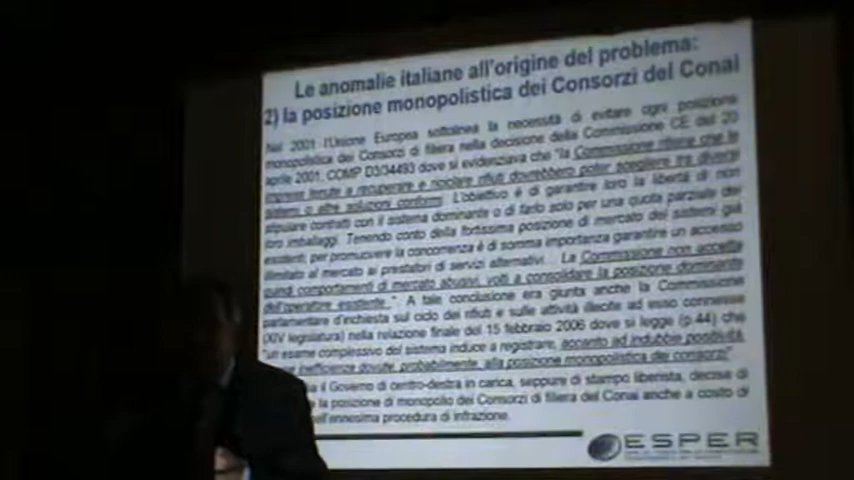 Le anomalie italiane all'origine del problema:
2) la posizione monopolistica dei Consorzi del Conai
Nel 2001 l'Unione Europea sottolinea la necessità di evitare ogni posizione
monopolistica dei Consorzi di filiera nella decisione della Commissione CE del 20
aprile 2001, COMP D3/34493 dove si evidenziava che "la Commissione ritiene che le
imprese tenute a recuperare e riciclare rifiuti dovrebbero poter scegliere tra diversi
sistemi o altre soluzioni conformi. L'obiettivo è di garantire loro la libertà di non
stipulare contratti con il sistema dominante o di farlo solo per una quota parziale dei
loro imballaggi. Tenendo conto della fortissima posizione di mercato dei sistemi già
esistenti, per promuovere la concorrenza è di somma importanza garantire un accesso
illimitato al mercato ai prestatori di servizi alternativi. La Commissione non accetta
quindi comportamenti di mercato abusivi, volti a consolidare la posizione dominante
dell'operatore esistente." A tale conclusione era giunta anche la Commissione
parlamentare d'inchiesta sul ciclo dei rifiuti e sulle attività illecite ad esso connesse
(XIV legislatura) nella relazione finale del 15 febbraio 2006 dove si legge (p.44) che
"un esame complessivo del sistema induce a registrare, accanto ad indubbie positività,
inefficienze dovute probabilmente alla posizione monopolistica dei consorzi"
il Governo di centro-destra in carica, seppure di stampo liberista, decise di
la posizione di monopolio dei Consorzi di filiera del Conai anche a costo di
nell'ennesima procedura di infrazione.
ESPER